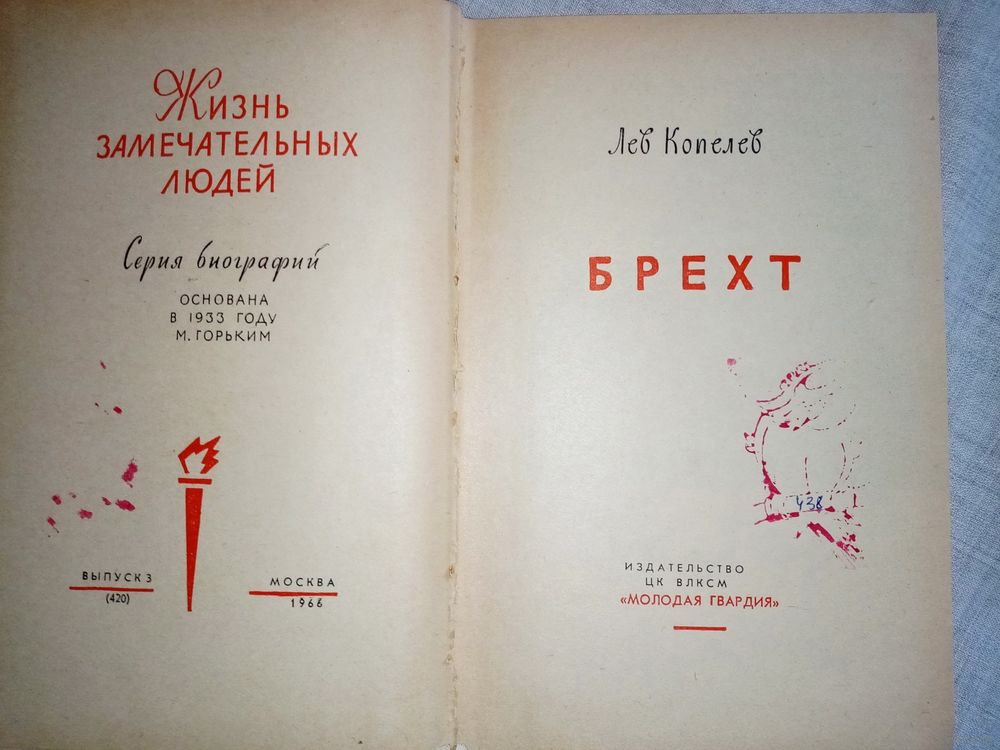 Жизнь
ЗАМЕЧАТЕЛЬНЫХ
ЛЮДЕЙ
Серия биографий
ОСНОВАНА
В 1933 ГОДУ
М. ГОРЬКИМ
ВЫПУСК 3
(420)
МОСКВА
1966
Лев Копелев
БРЕХТ
438
ИЗДАТЕЛЬСТВО
ЦК ВЛКСМ
«МОЛОДАЯ ГВАРДИЯ»